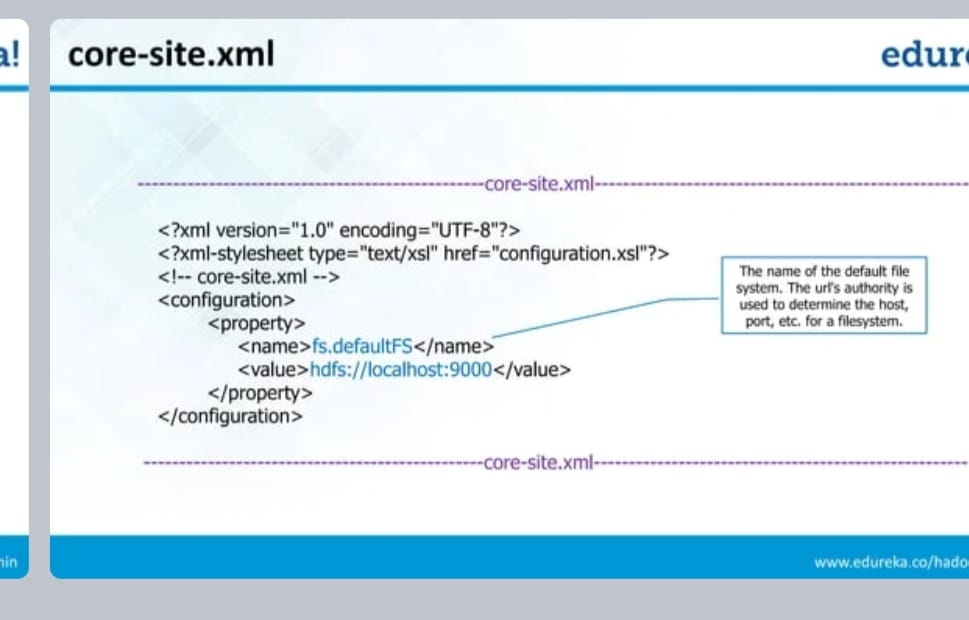 a!
core-site.xml
edure
------------------------------------------------core-site.xml----------------------------------------------------
<?xml version="1.0" encoding="UTF-8"?>
<?xml-stylesheet type="text/xsl" href="configuration.xsl"?>
<!-- core-site.xml -->
<configuration>
<property>
<name>fs.defaultFS</name>
<value>hdfs://localhost:9000</value>
</property>
</configuration>
The name of the default file
system. The url's authority is
used to determine the host,
port, etc. for a filesystem.
------------------------------------------------core-site.xml----------------------------------------------------
min
www.edureka.co/hado